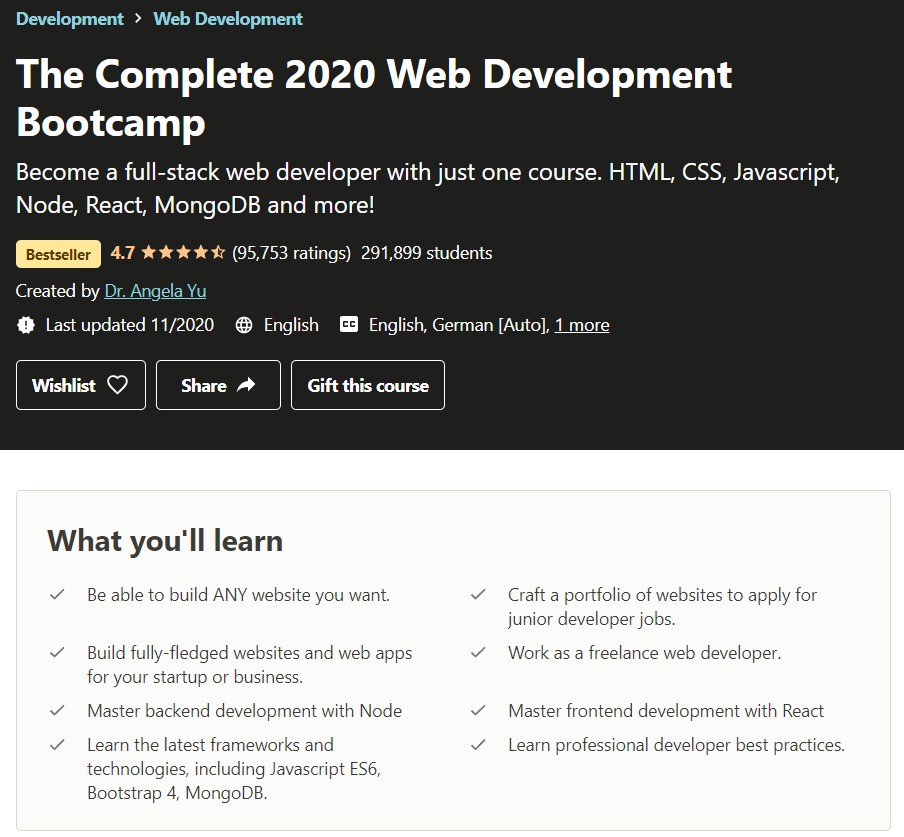 Development > Web Development
The Complete 2020 Web Development
Bootcamp
Become a full-stack web developer with just one course. HTML, CSS, Javascript,
Node, React, MongoDB and more!
Bestseller 4.7 (95,753 ratings) 291,899 students
Created by Dr. Angela Yu
Last updated 11/2020 English CC English, German [Auto], 1 more
Wishlist Share Gift this course
What you'll learn
Be able to build ANY website you want.
Craft a portfolio of websites to apply for
junior developer jobs.
Build fully-fledged websites and web apps
for your startup or business.
Work as a freelance web developer.
Master backend development with Node
Master frontend development with React
Learn the latest frameworks and
technologies, including Javascript ES6,
Bootstrap 4, MongoDB.
Learn professional developer best practices.